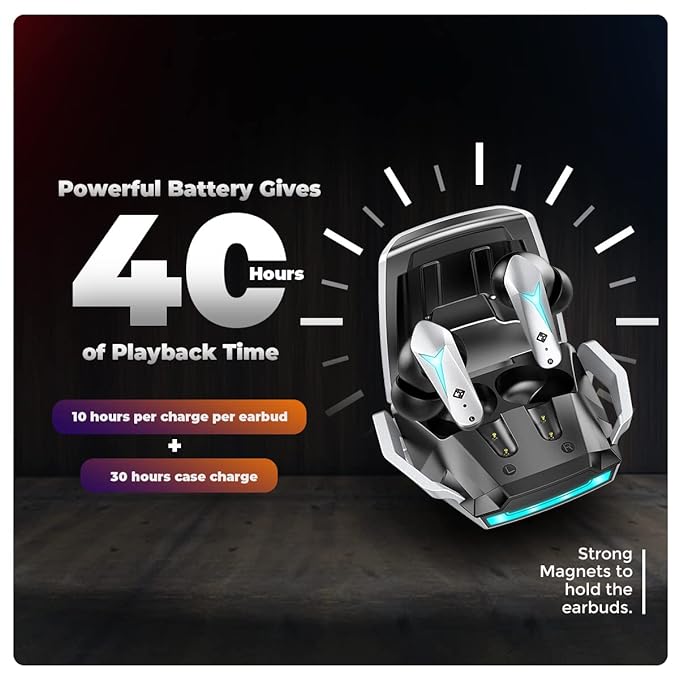 Powerful Battery Gives
40 Hours
of Playback Time
10 hours per charge per earbud
+
30 hours case charge
L R
L R
Strong
Magnets to
hold the
earbuds.